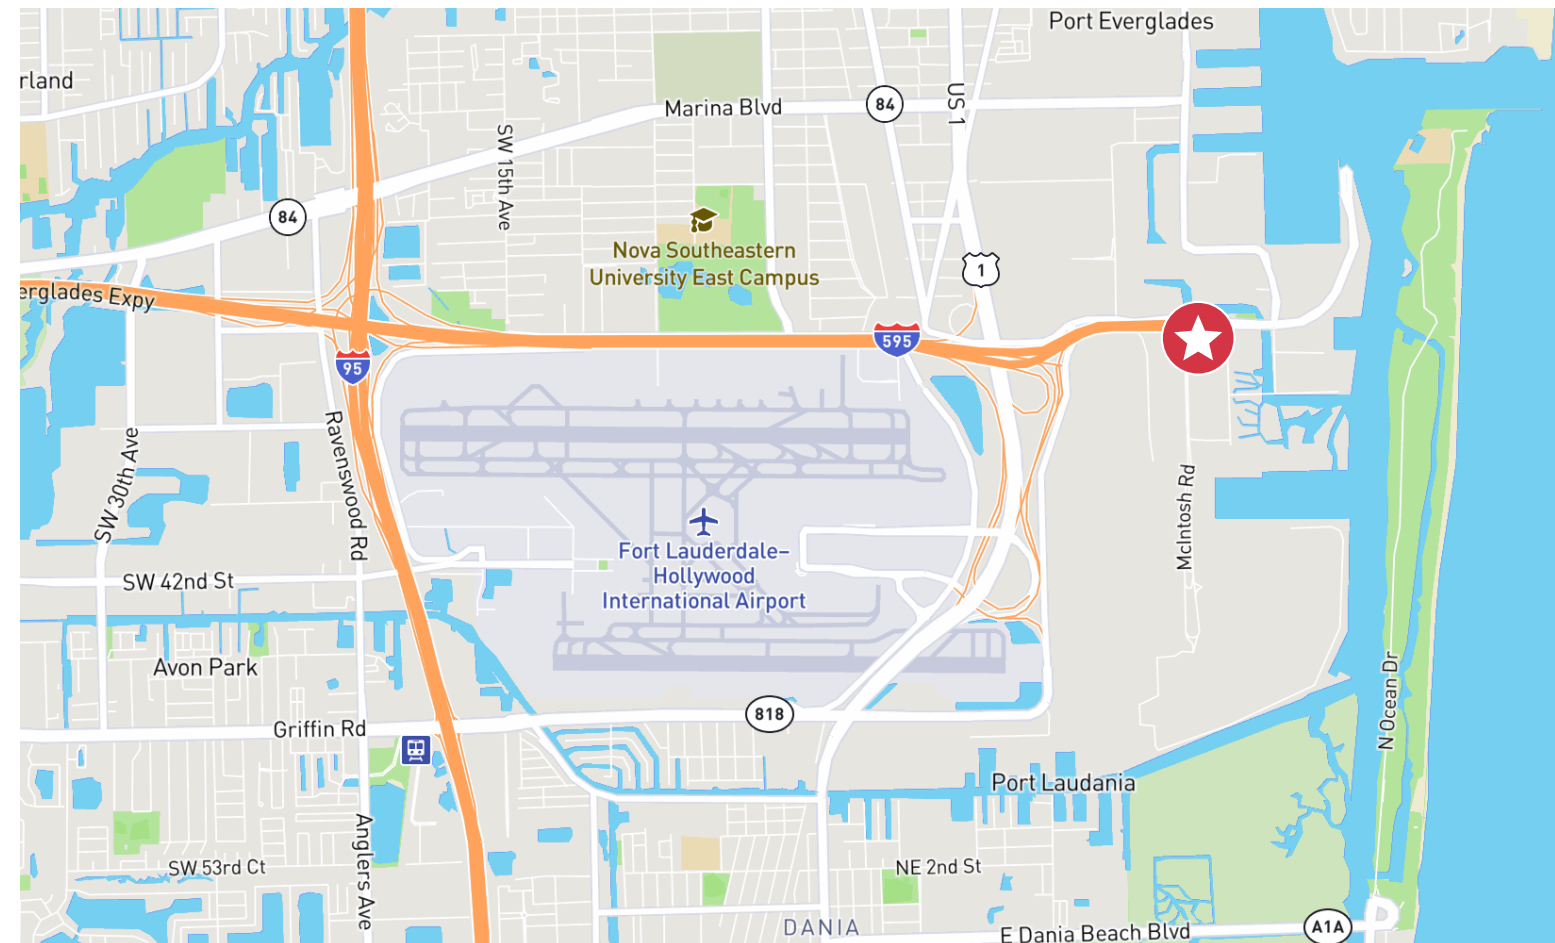 Port Everglades
rland
Marina Blvd
84
US 1
SW 15th Ave
84
Nova Southeastern
University East Campus
1
erglades Expy
595
95
Ravenswood Rd
SW 30th Ave
McIntosh Rd
Fort Lauderdale–
Hollywood
International Airport
SW 42nd St
Avon Park
N Ocean Dr
818
Griffin Rd
Port Laudania
Anglers Ave
SW 53rd Ct
NE 2nd St
DANIA
E Dania Beach Blvd
A1A